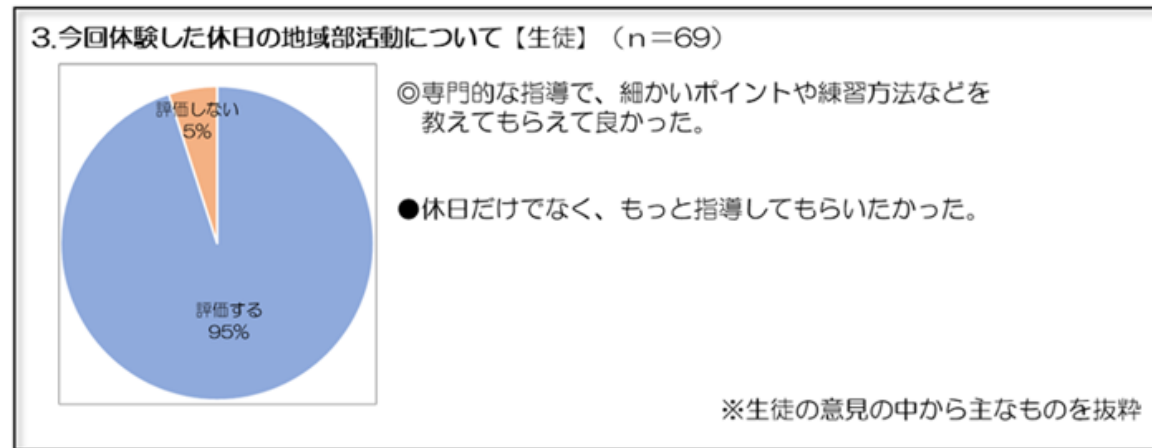 3.今回体験した休日の地域部活動について【生徒】（n＝69）
評価しない
5%
評価する
95%
◎専門的な指導で、細かいポイントや練習方法などを
教えてもらえて良かった。
●休日だけでなく、もっと指導してもらいたかった。
※生徒の意見の中から主なものを抜粋